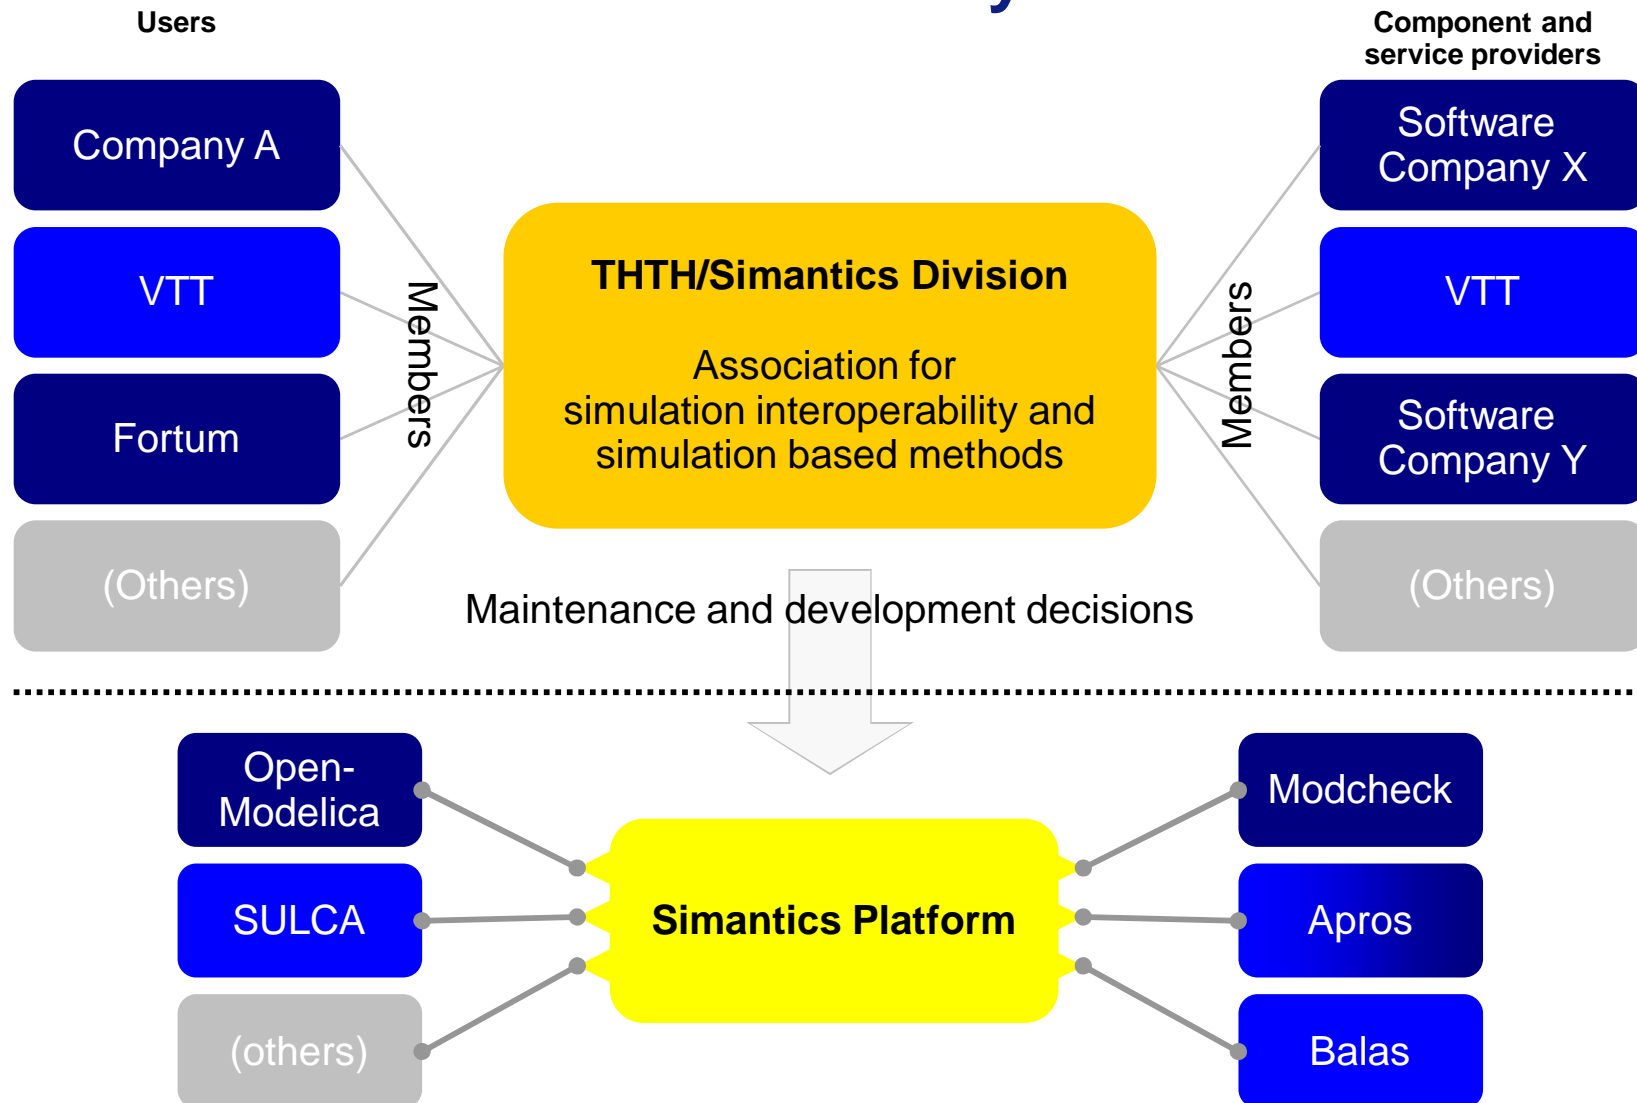 Users
Component and
service providers
Company A
VTT
Fortum
(Others)
Members
THTH/Simantics Division
Association for
simulation interoperability and
simulation based methods
Members
Software
Company X
VTT
Software
Company Y
(Others)
Maintenance and development decisions
Open-
Modelica
SULCA
(others)
Simantics Platform
Modcheck
Apros
Balas